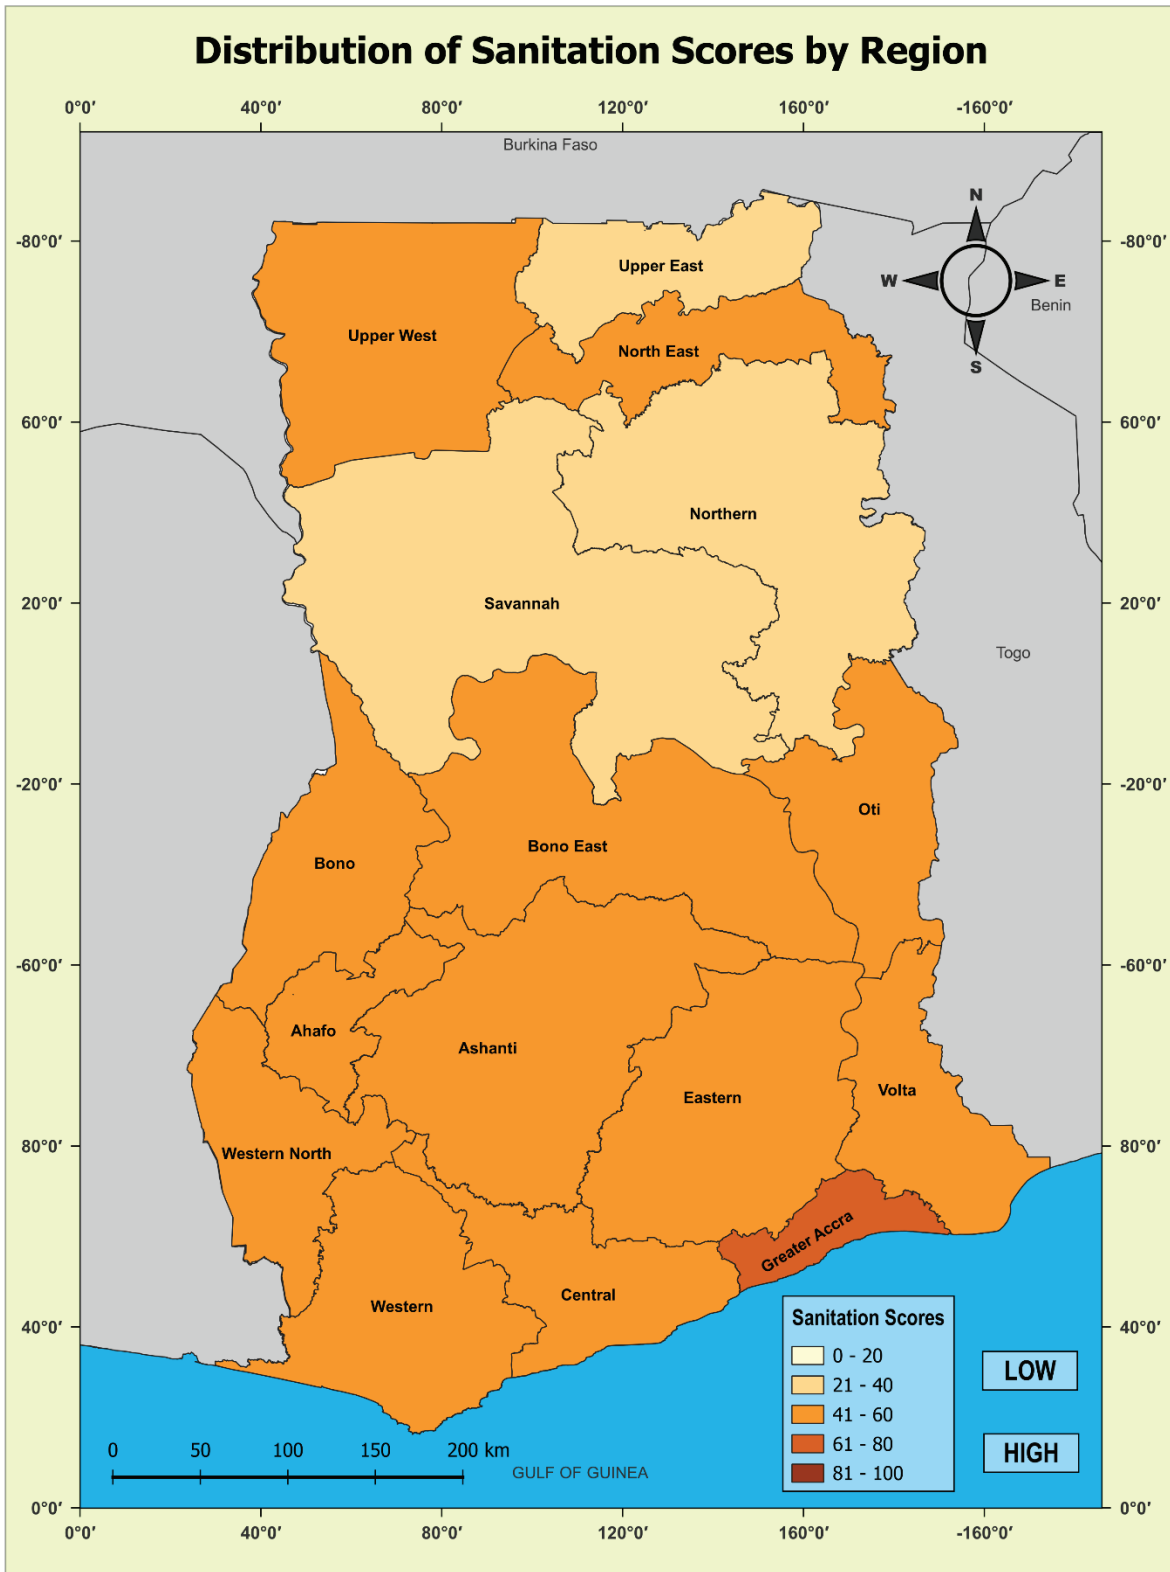 Distribution of Sanitation Scores by Region
0°0′ 40°0′ 80°0′ 120°0′ 160°0′ -160°0′
Burkina Faso
N
-80°0′ -80°0′
Upper East
W E
Benin
Upper West
North East
S
60°0′ 60°0′
Northern
Savannah
20°0′ 20°0′
Togo
-20°0′ -20°0′
Oti
Bono East
Bono
-60°0′ -60°0′
Ahafo
Ashanti
Volta
Eastern
80°0′ 80°0′
Western North
Greater Accra
Central
Western
Sanitation Scores
40°0′ 40°0′
0 - 20
21 - 40
41 - 60
61 - 80
81 - 100
LOW
HIGH
0 50 100 150 200 km
GULF OF GUINEA
0°0′ 0°0′
0°0′ 40°0′ 80°0′ 120°0′ 160°0′ -160°0′